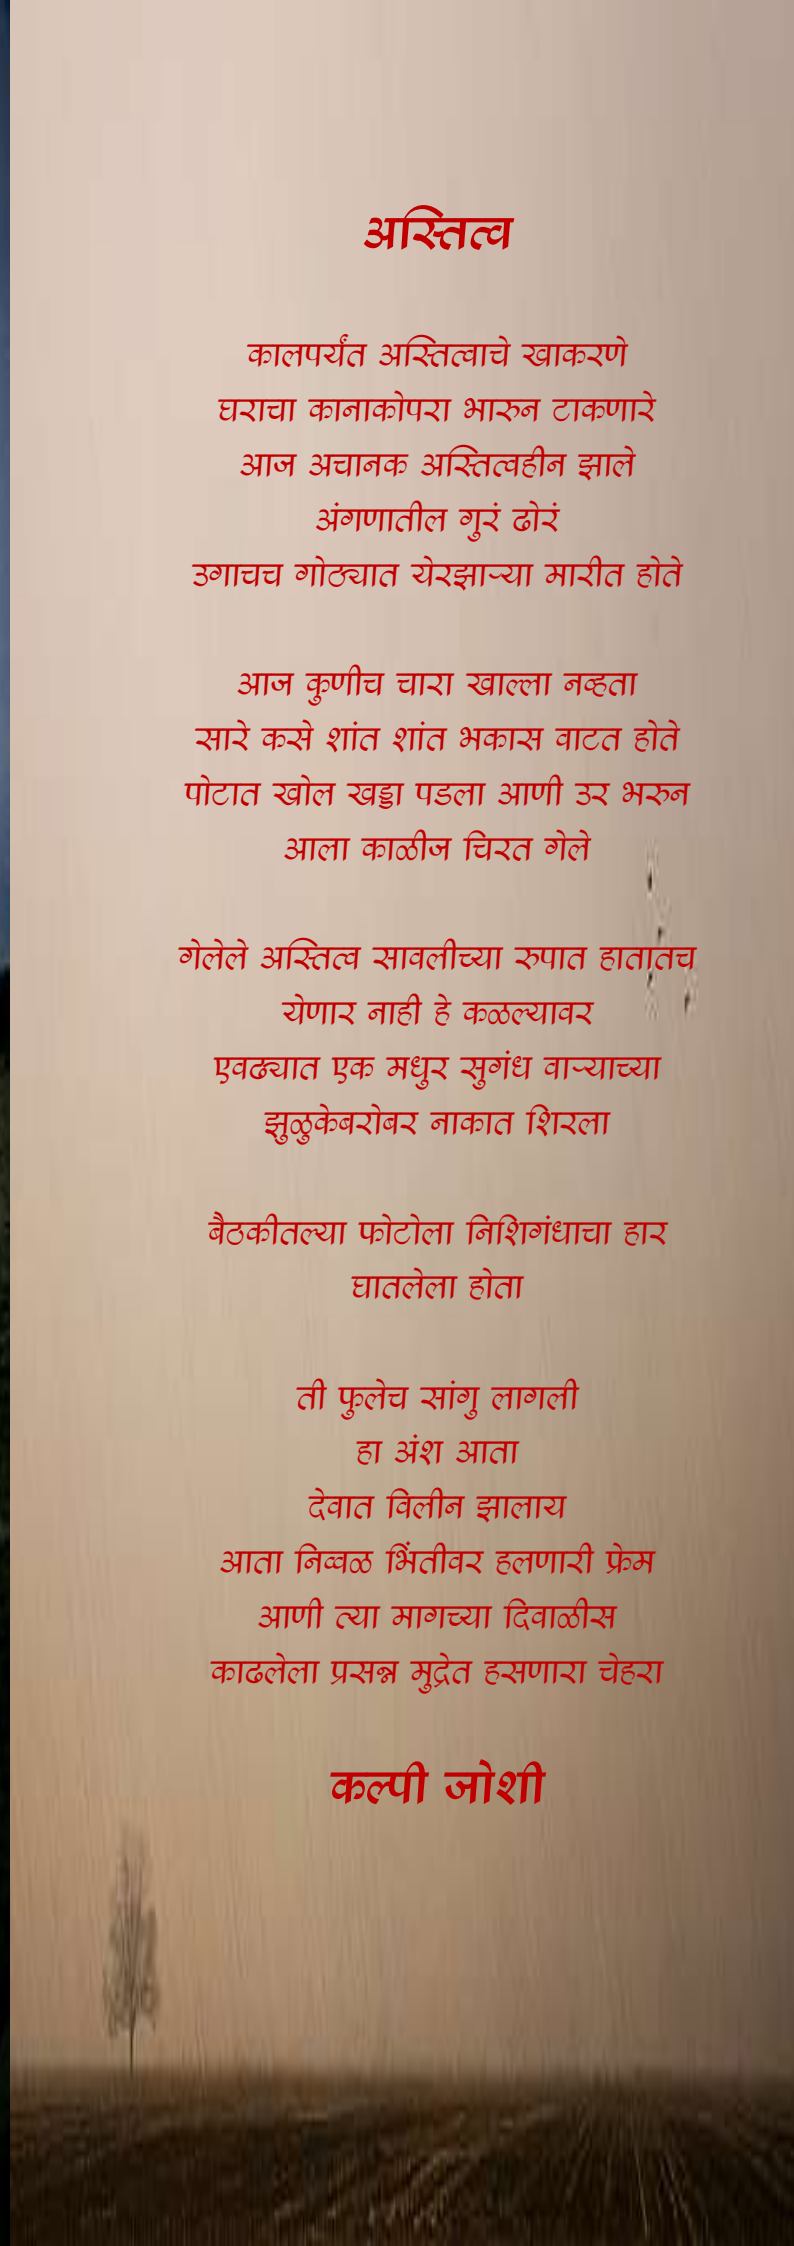 अस्तित्व
कालपर्यंत अस्तित्वाचे खाकरणे
घराचा कानाकोपरा भारुन टाकणारे
आज अचानक अस्तित्वहीन झाले
अंगणातील गुरं ढोरं
उगाचच गोठ्यात येरझाऱ्या मारीत होते
आज कुणीच चारा खाल्ला नव्हता
सारे कसे शांत शांत भकास वाटत होते
पोटात खोल खड्डा पडला आणी उर भरुन
आला काळीज चिरत गेले
गेलेले अस्तित्व सावलीच्या रुपात हातातच
येणार नाही हे कळल्यावर
एवढ्यात एक मधुर सुगंध वाऱ्याच्या
झुळुकेबरोबर नाकात शिरला
बैठकीतल्या फोटोला निशिगंधाचा हार
घातलेला होता
ती फुलेच सांगु लागली
हा अंश आता
देवात विलीन झालाय
आता निव्वळ भिंतीवर हलणारी फ्रेम
आणी त्या मागच्या दिवाळीस
काढलेला प्रसन्न मुद्रेत हसणारा चेहरा
कल्पी जोशी